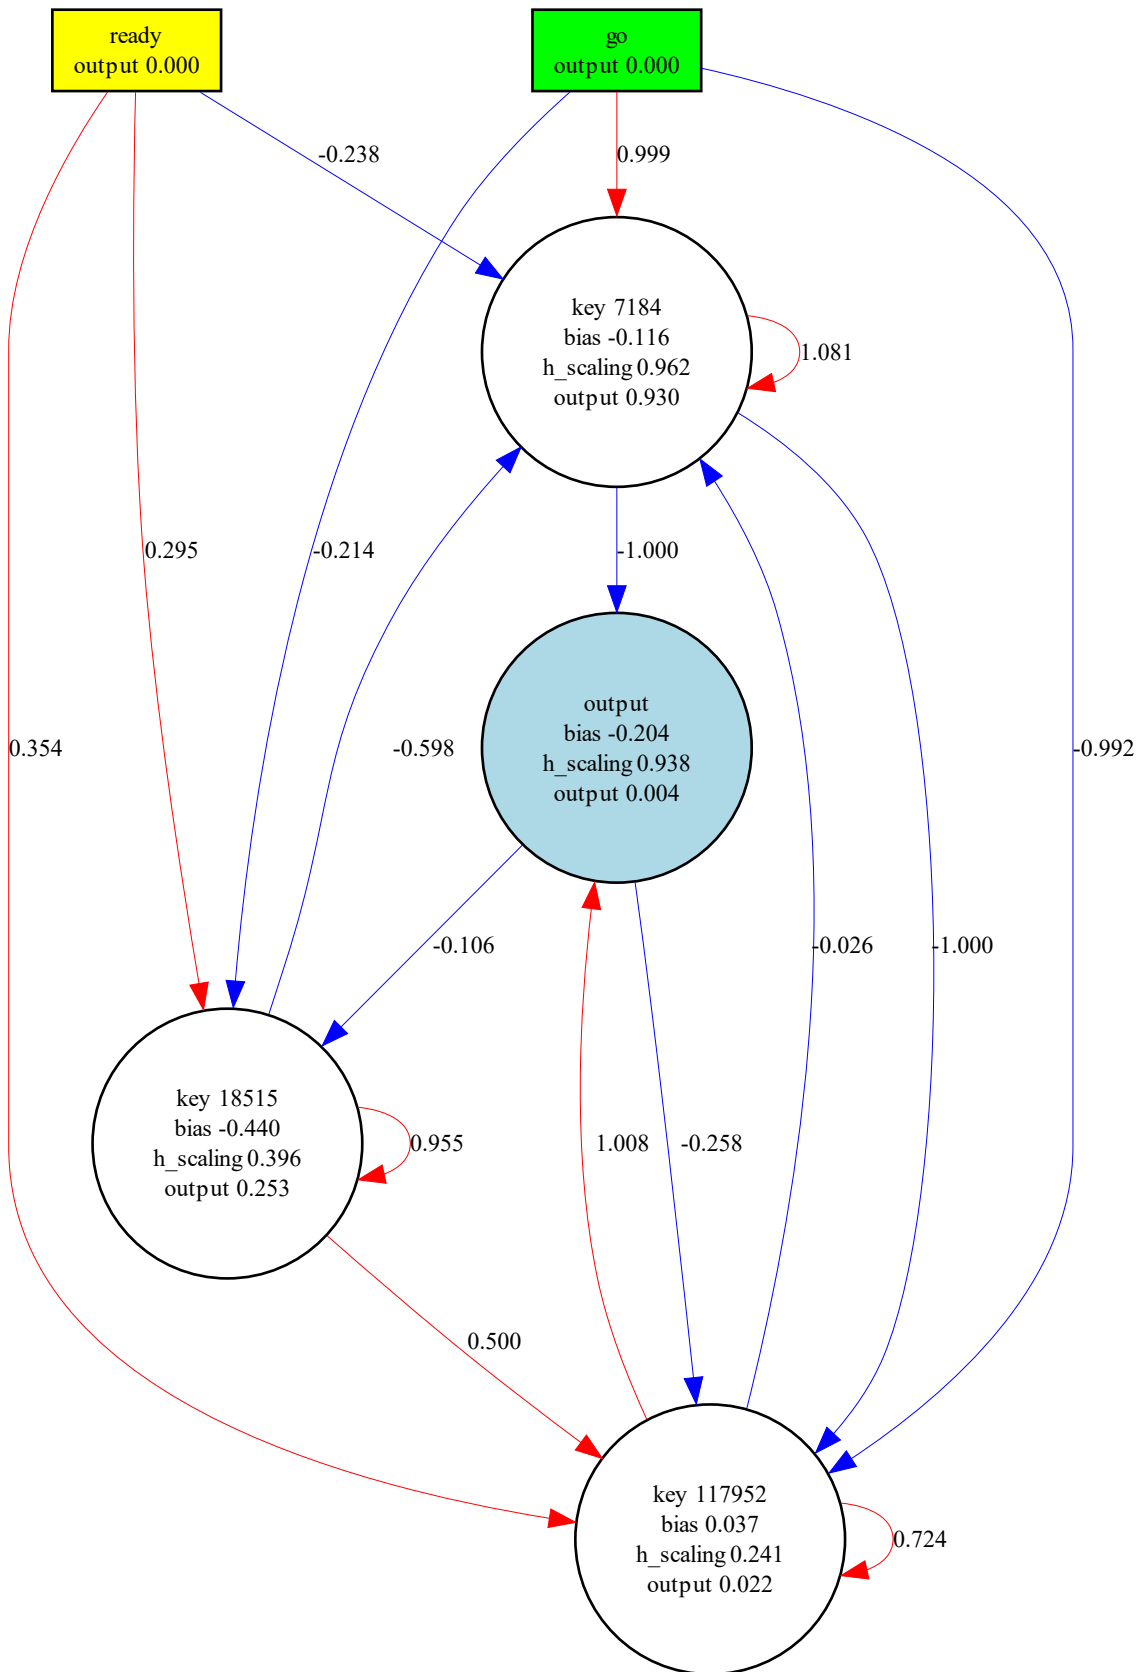 ready
output 0.000
go
output 0.000
-0.238
0.999
key 7184
bias -0.116
h_scaling 0.962
output 0.930
1.081
0.295
-0.214
-1.000
output
bias -0.204
h_scaling 0.938
output 0.004
0.354
-0.598
-0.992
-0.106
-0.026
-1.000
key 18515
bias -0.440
h_scaling 0.396
output 0.253
0.955
1.008
-0.258
0.500
key 117952
bias 0.037
h_scaling 0.241
output 0.022
0.724